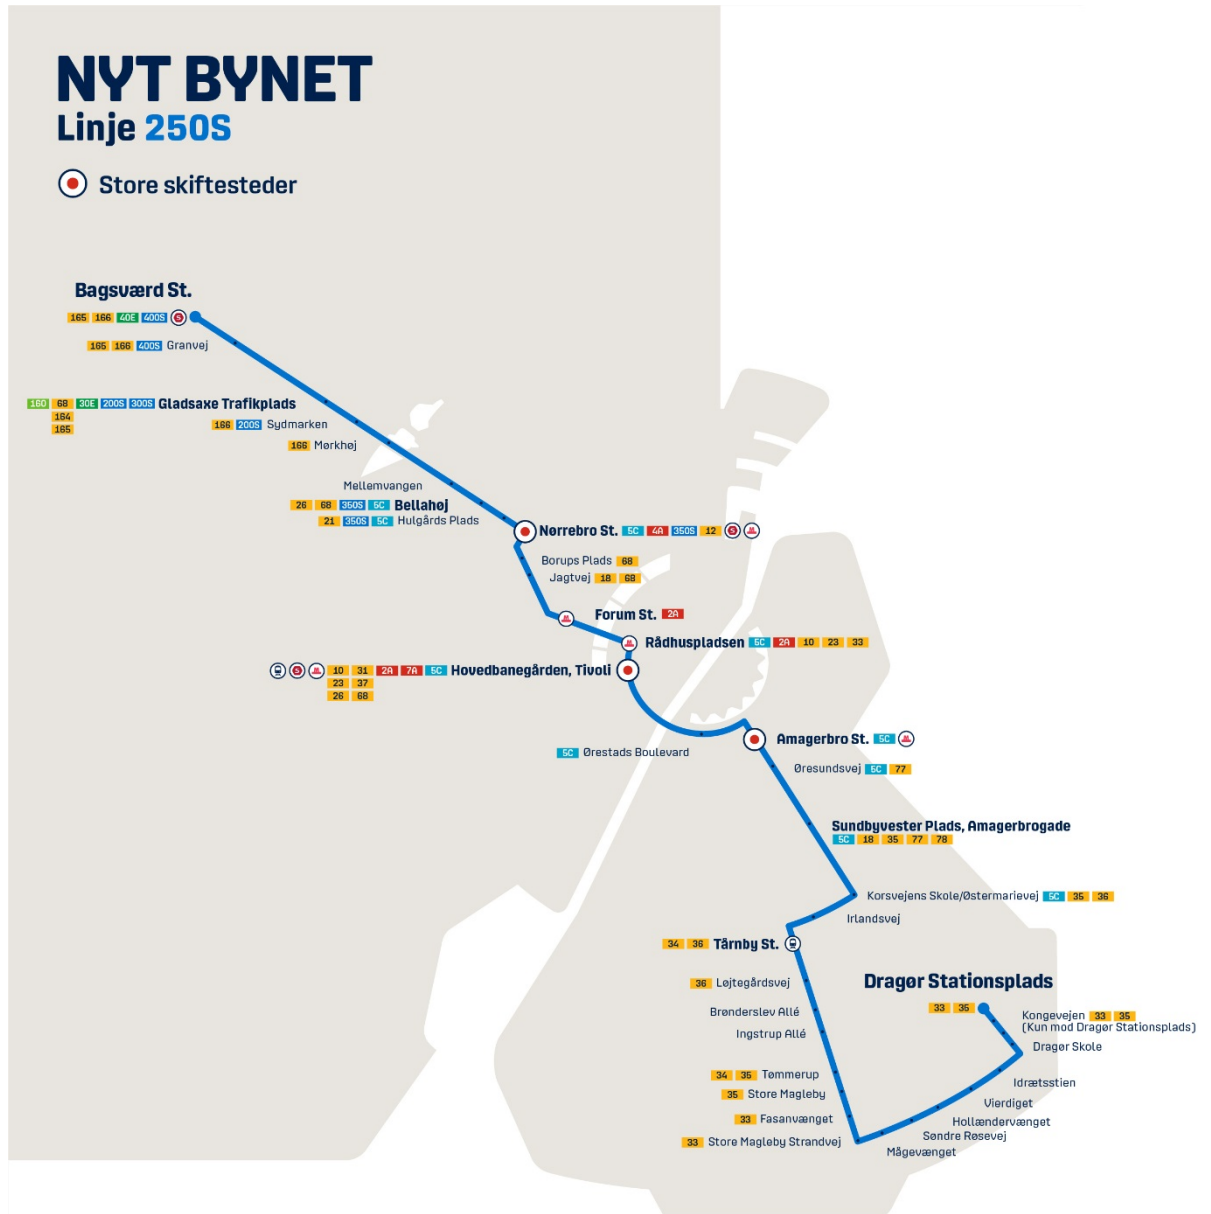 NYT BYNET
Linje 250S
Store skiftesteder
Bagsværd St.
165 166 40E 400S S
165 166 400S Granvej
160 68 30E 200S 300S Gladsaxe Trafikplads
164
165
166 200S Sydmarken
166 Mørkhøj
Mellemvangen
26 68 350S 5C Bellahøj
21 350S 5C Hulgårds Plads
Nørrebro St. 5C 4A 350S 12 S
Borups Plads 68
Jagtvej 18 68
Forum St. 2A
Rådhuspladsen 5C 2A 10 23 33
S 10 31 2A 7A 5C Hovedbanegården, Tivoli
23 37
26 68
5C Ørestads Boulevard
Amagerbro St. 5C
Øresundsvej 5C 77
Sundbyvester Plads, Amagerbrogade
5C 18 35 77 78
Korsvejens Skole/Østermarievej 5C 35 36
Irlandsvej
34 36 Tårnby St.
36 Løjtegårdsvej
Brønderslev Allé
Ingstrup Allé
34 35 Tømmerup
35 Store Magleby
33 Fasanvænget
33 Store Magleby Strandvej
Dragør Stationsplads
33 35
Kongevejen 33 35
(Kun mod Dragør Stationsplads)
Dragør Skole
Idrætsstien
Vierdiget
Hollændervænget
Søndre Røsevej
Mågevænget